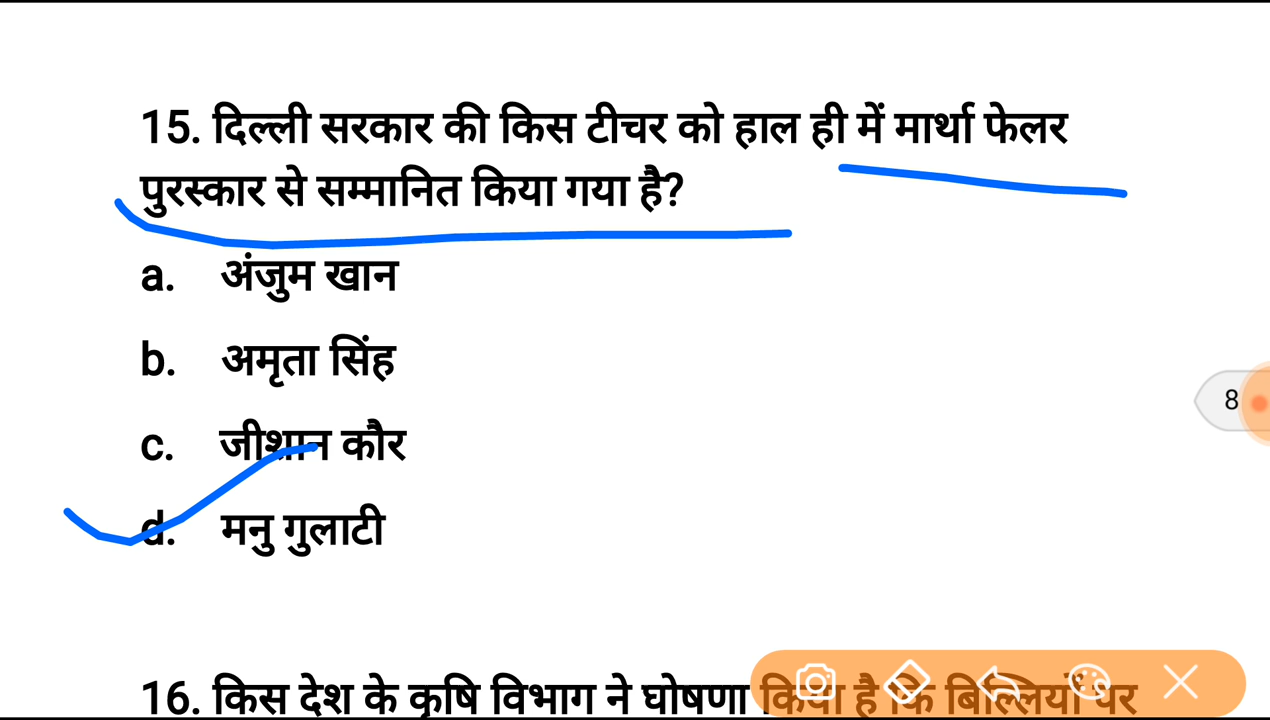 15. दिल्ली सरकार की किस टीचर को हाल ही में मार्था फेलर
पुरस्कार से सम्मानित किया गया है?
a. अंजुम खान
b. अमृता सिंह
c. जीशान कौर
d. मनु गुलाटी
8
16. किस देश के कृषि विभाग ने घोषणा किया है कि बिल्लियों पर